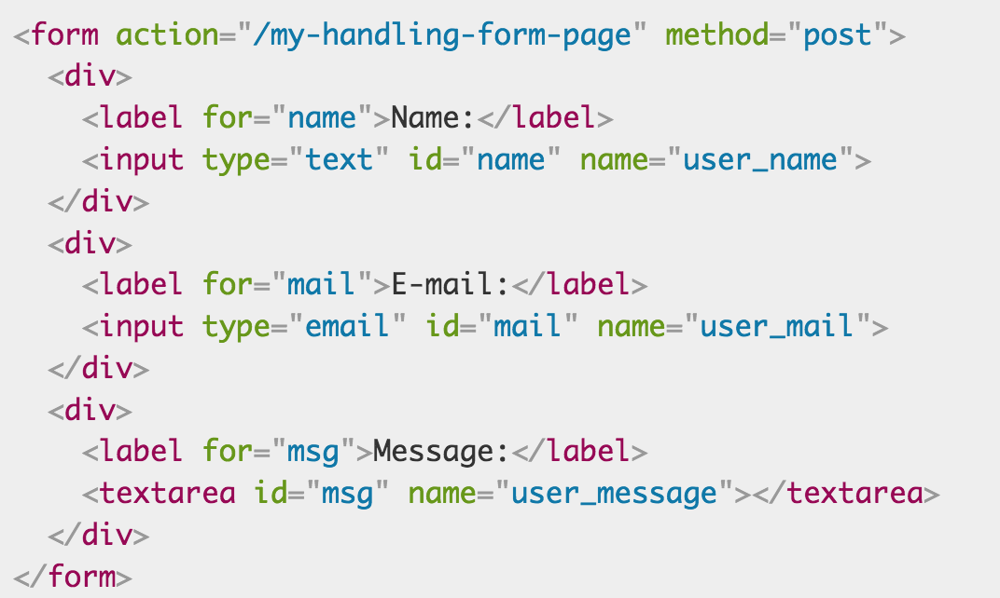 <form action="/my-handling-form-page" method="post">
  <div>
    <label for="name">Name:</label>
    <input type="text" id="name" name="user_name">
  </div>
  <div>
    <label for="mail">E-mail:</label>
    <input type="email" id="mail" name="user_mail">
  </div>
  <div>
    <label for="msg">Message:</label>
    <textarea id="msg" name="user_message"></textarea>
  </div>
</form>